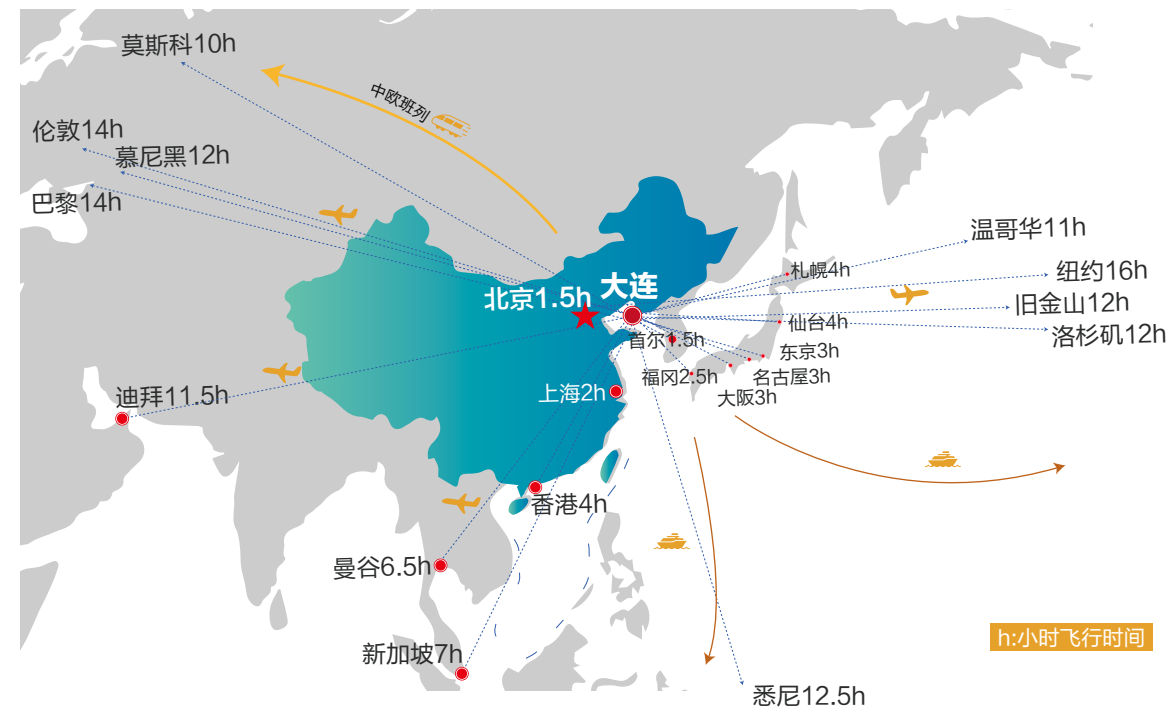 莫斯科10h
中欧班列
伦敦14h
慕尼黑12h
巴黎14h
温哥华11h
纽约16h
札幌4h
大连
北京1.5h
旧金山12h
仙台4h
洛杉矶12h
首尔1.5h
东京3h
福冈2.5h
名古屋3h
大阪3h
上海2h
迪拜11.5h
香港4h
曼谷6.5h
h:小时飞行时间
新加坡7h
悉尼12.5h